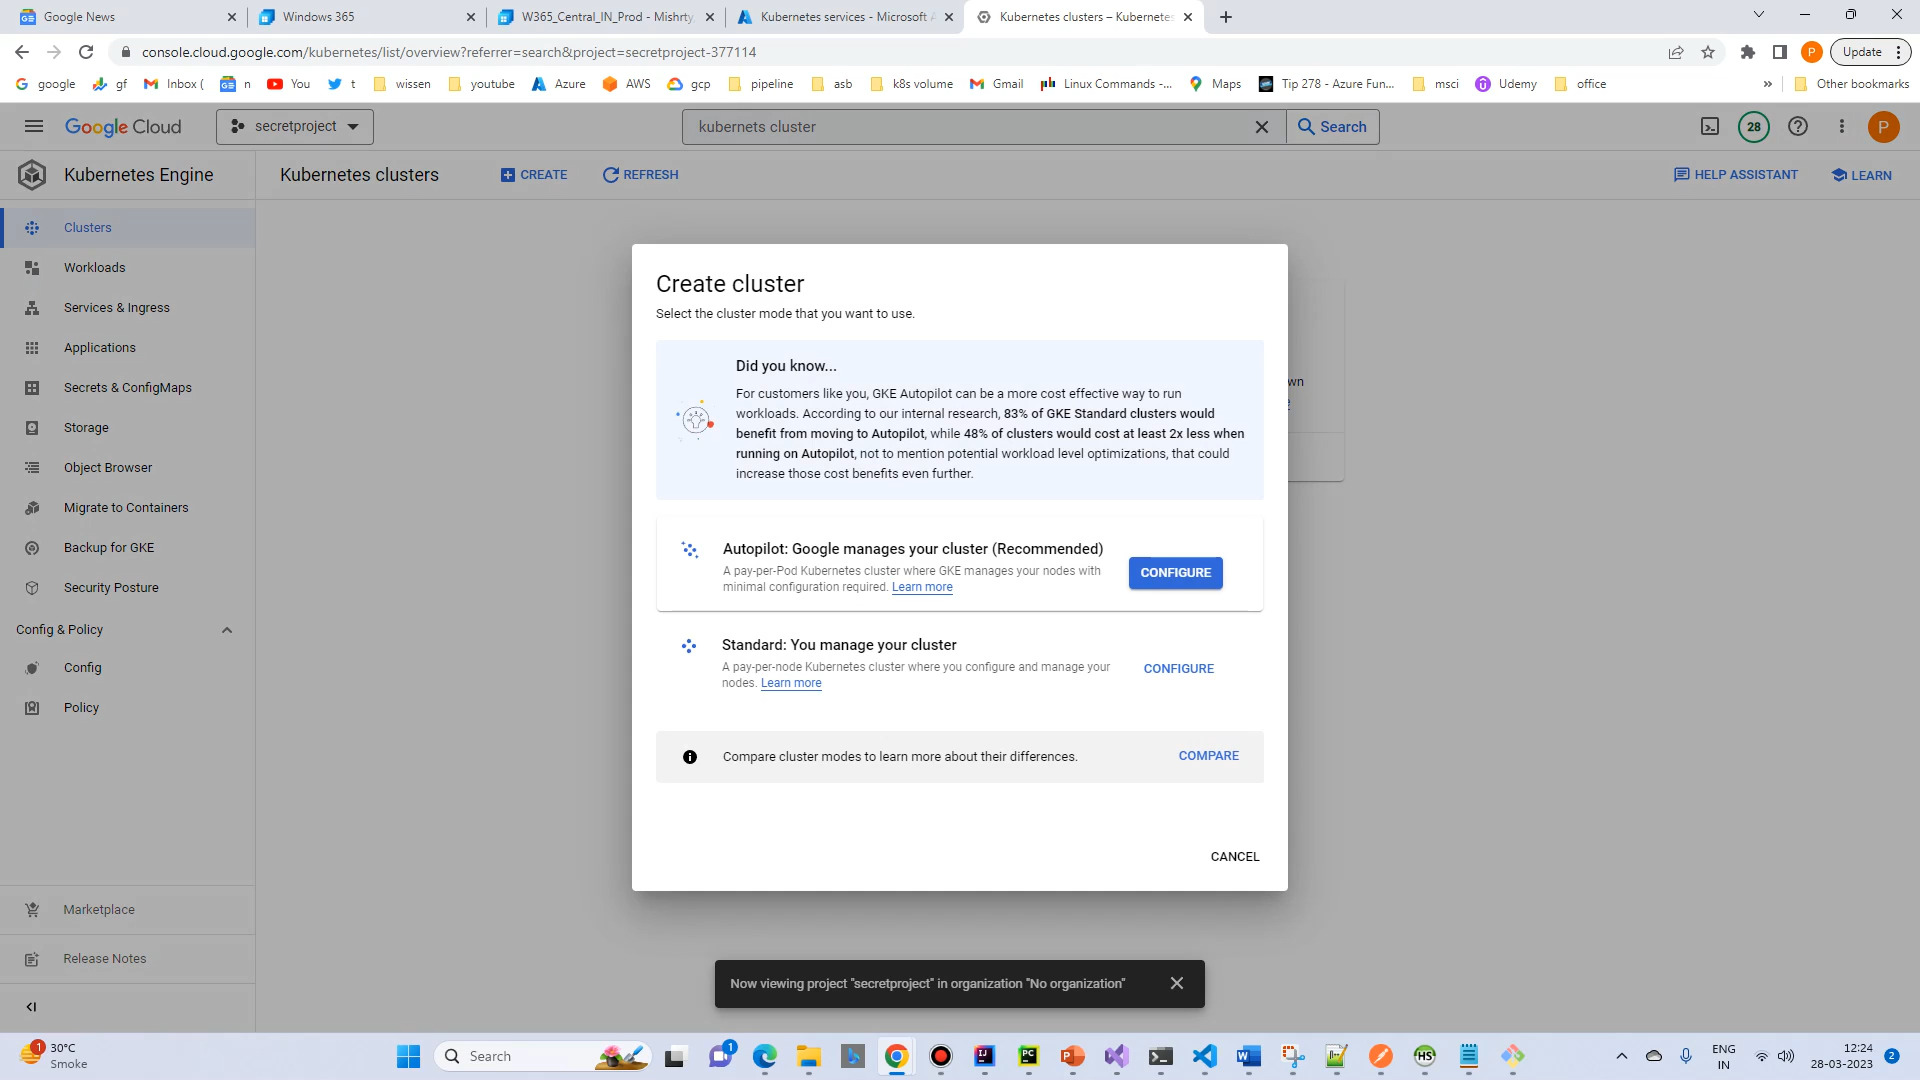 Google News
Windows 365
W365_Central_IN_Prod - Mishrty
Kubernetes services - Microsoft A
Kubernetes clusters – Kubernetes
console.cloud.google.com/kubernetes/list/overview?referrer=search&project=secretproject-377114
P
Update
google
gf
Inbox (
n
You
t
wissen
youtube
Azure
AWS
gcp
pipeline
asb
k8s volume
Gmail
Linux Commands -...
Maps
Tip 278 - Azure Fun...
msci
Udemy
office
»
Other bookmarks
Google Cloud
secretproject
kubernets cluster
Search
28
P
Kubernetes Engine
Kubernetes clusters
CREATE
REFRESH
HELP ASSISTANT
LEARN
Clusters
Workloads
Services & Ingress
Applications
Secrets & ConfigMaps
Storage
Object Browser
Migrate to Containers
Backup for GKE
Security Posture
Config & Policy
Config
Policy
Marketplace
Release Notes
wn
Create cluster
Select the cluster mode that you want to use.
Did you know...
For customers like you, GKE Autopilot can be a more cost effective way to run
workloads. According to our internal research, 83% of GKE Standard clusters would
benefit from moving to Autopilot, while 48% of clusters would cost at least 2x less when
running on Autopilot, not to mention potential workload level optimizations, that could
increase those cost benefits even further.
Autopilot: Google manages your cluster (Recommended)
A pay-per-Pod Kubernetes cluster where GKE manages your nodes with
minimal configuration required. Learn more
CONFIGURE
Standard: You manage your cluster
A pay-per-node Kubernetes cluster where you configure and manage your
nodes. Learn more
CONFIGURE
Compare cluster modes to learn more about their differences.
COMPARE
CANCEL
Now viewing project "secretproject" in organization "No organization"
1
30°C
Smoke
Search
1
ENG
IN
12:24
28-03-2023
2